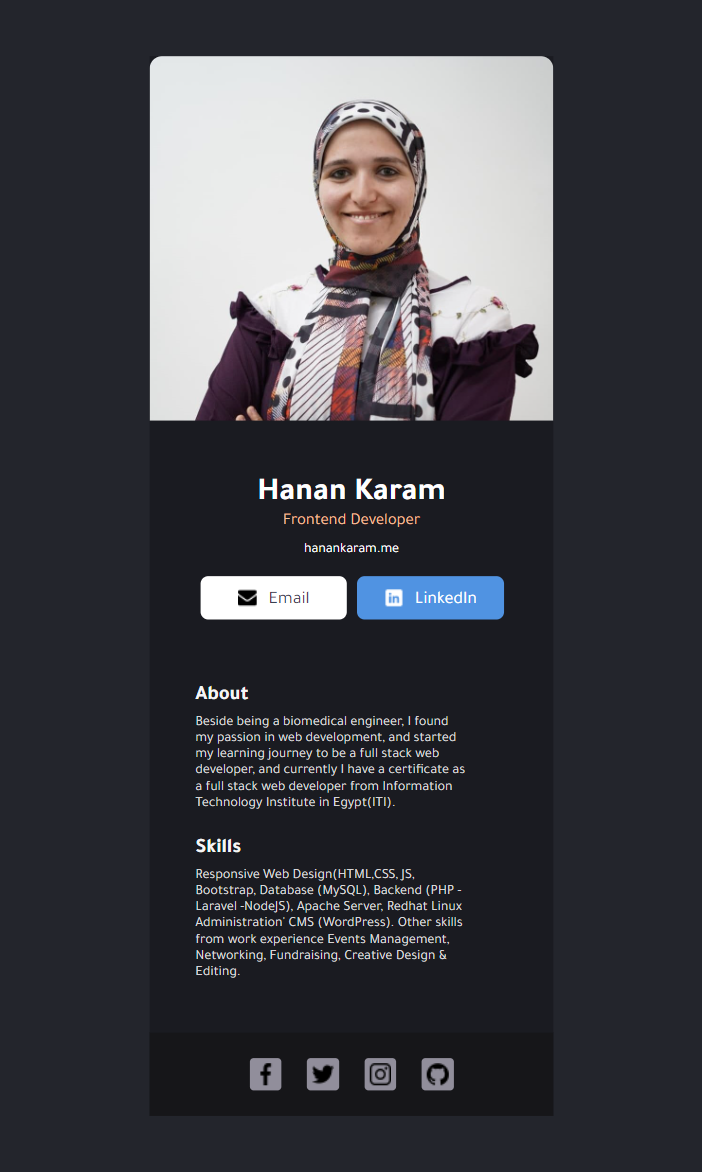 Hanan Karam
Frontend Developer
hanankaram.me
Email
LinkedIn
About
Beside being a biomedical engineer, I found
my passion in web development, and started
my learning journey to be a full stack web
developer, and currently I have a certificate as
a full stack web developer from Information
Technology Institute in Egypt(ITI).
Skills
Responsive Web Design(HTML,CSS, JS,
Bootstrap, Database (MySQL), Backend (PHP -
Laravel -NodeJS), Apache Server, Redhat Linux
Administration' CMS (WordPress). Other skills
from work experience Events Management,
Networking, Fundraising, Creative Design &
Editing.